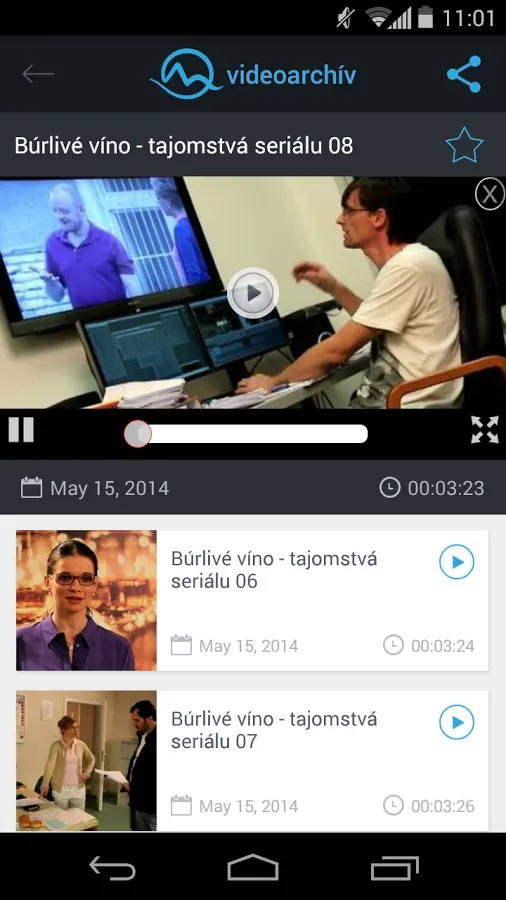 11:01
videoarchív
Búrlivé víno - tajomstvá seriálu 08
X
May 15, 2014
00:03:23
Búrlivé víno - tajomstvá
seriálu 06
May 15, 2014
00:03:24
Búrlivé víno - tajomstvá
seriálu 07
May 15, 2014
00:03:26